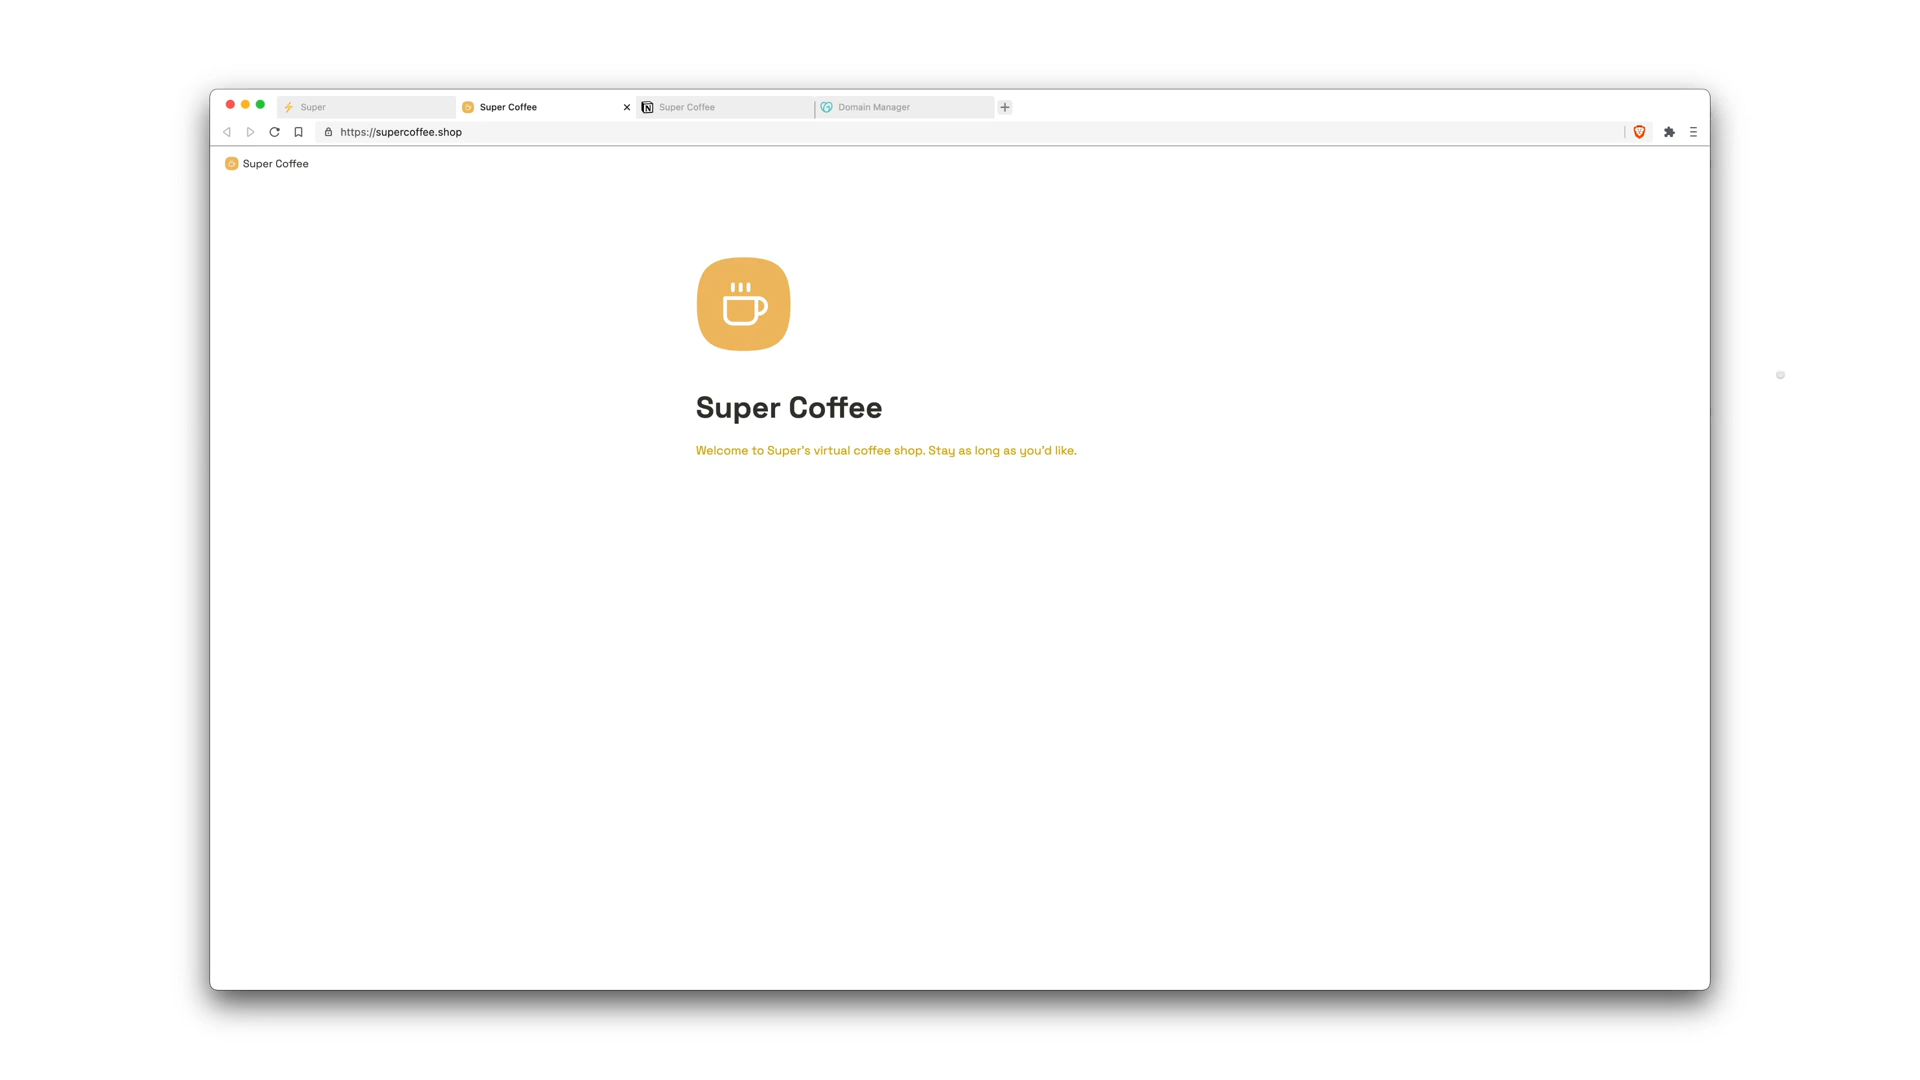 Super
Super Coffee
Super Coffee
Domain Manager
https://supercoffee.shop
Super Coffee
Super Coffee
Welcome to Super's virtual coffee shop. Stay as long as you'd like.